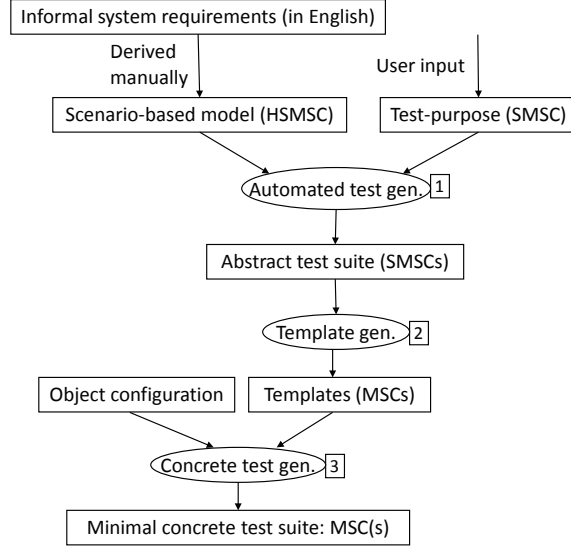 Informal system requirements (in English)
Derived
manually
User input
Scenario-based model (HSMSC)
Test-purpose (SMSC)
Automated test gen.
1
Abstract test suite (SMSCs)
Template gen.
2
Object configuration
Templates (MSCs)
Concrete test gen.
3
Minimal concrete test suite: MSC(s)